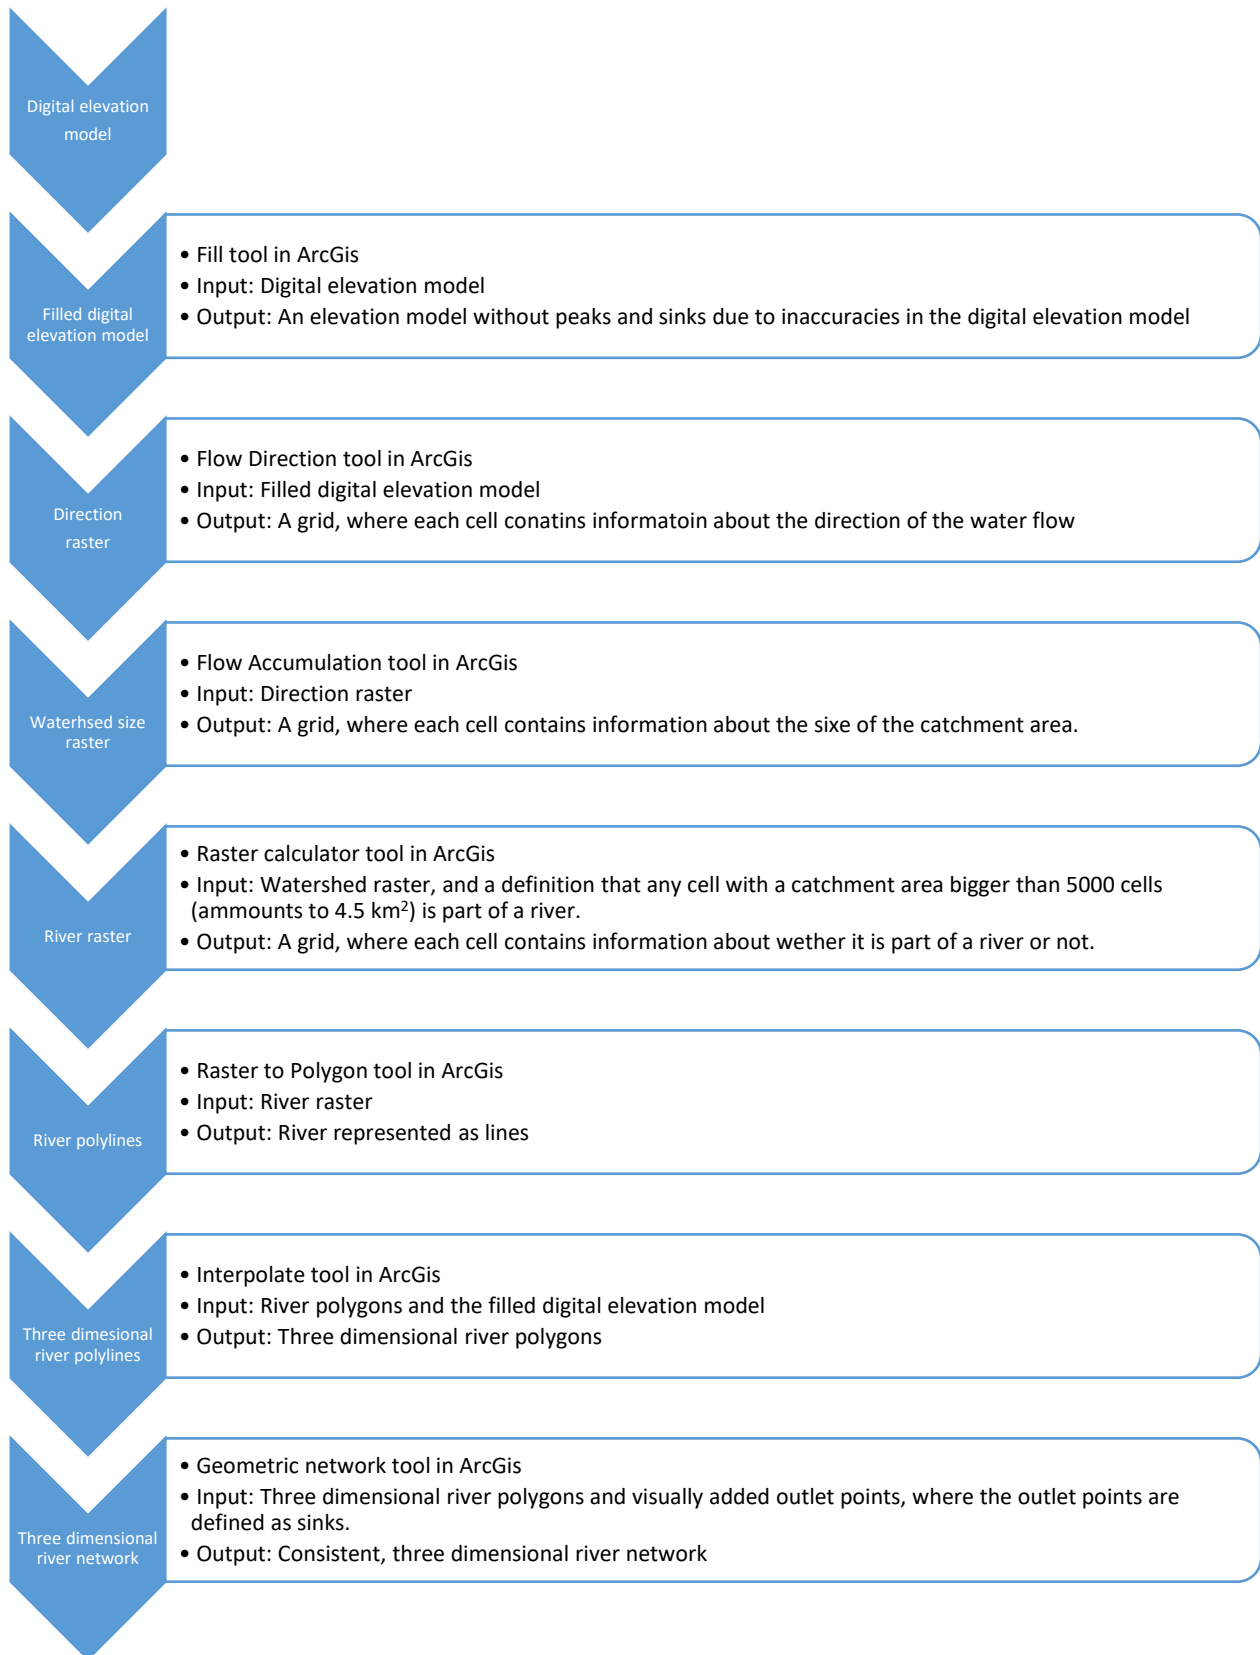 Digital elevation
model
Filled digital
elevation model
• Fill tool in ArcGis
• Input: Digital elevation model
• Output: An elevation model without peaks and sinks due to inaccuracies in the digital elevation model
Direction
raster
• Flow Direction tool in ArcGis
• Input: Filled digital elevation model
• Output: A grid, where each cell conatins informatoin about the direction of the water flow
Waterhsed size
raster
• Flow Accumulation tool in ArcGis
• Input: Direction raster
• Output: A grid, where each cell contains information about the sixe of the catchment area.
River raster
• Raster calculator tool in ArcGis
• Input: Watershed raster, and a definition that any cell with a catchment area bigger than 5000 cells
(ammounts to 4.5 km²) is part of a river.
• Output: A grid, where each cell contains information about wether it is part of a river or not.
River polylines
• Raster to Polygon tool in ArcGis
• Input: River raster
• Output: River represented as lines
Three dimesional
river polylines
• Interpolate tool in ArcGis
• Input: River polygons and the filled digital elevation model
• Output: Three dimensional river polygons
Three dimensional
river network
• Geometric network tool in ArcGis
• Input: Three dimensional river polygons and visually added outlet points, where the outlet points are
defined as sinks.
• Output: Consistent, three dimensional river network